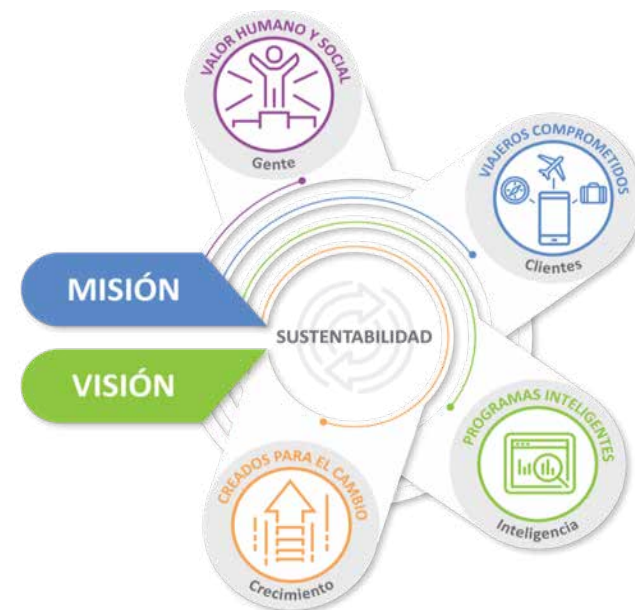 VALOR HUMANO Y SOCIAL
Gente
VIAJEROS COMPROMETIDOS
Clientes
MISIÓN
SUSTENTABILIDAD
VISIÓN
PROGRAMAS INTELIGENTES
Inteligencia
CREADOS PARA EL CAMBIO
Crecimiento